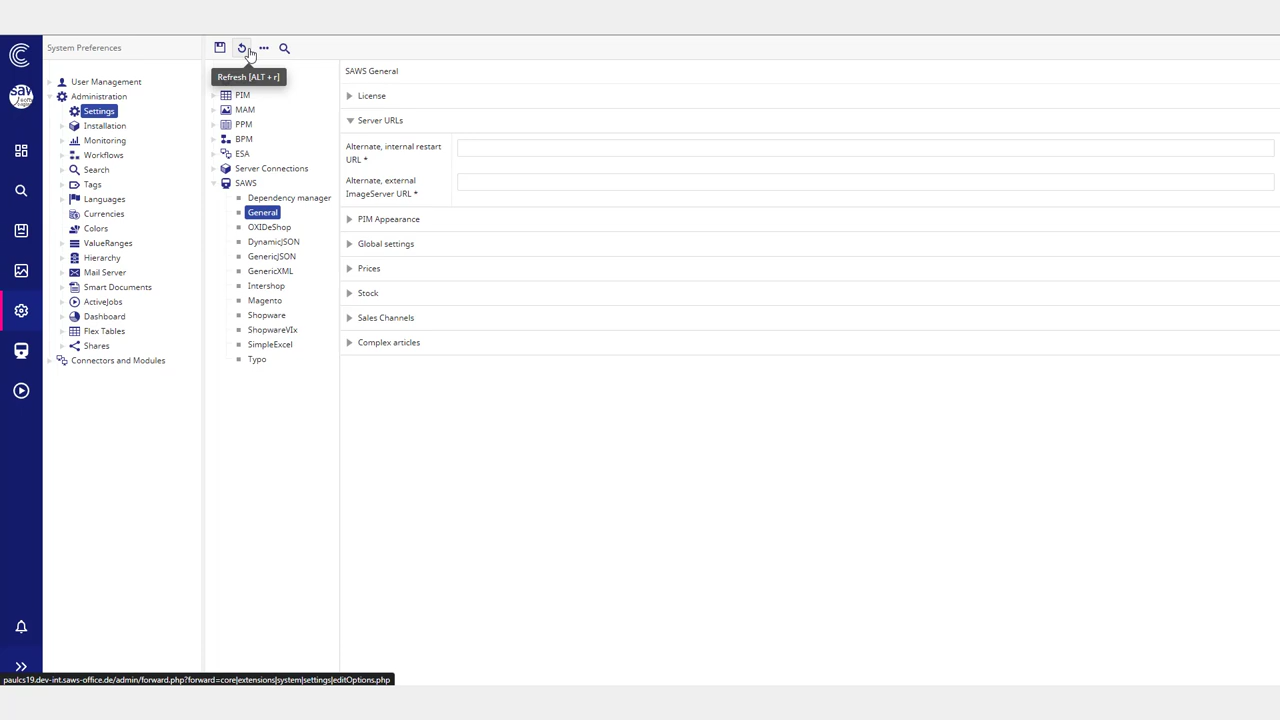 System Preferences
User Management
Administration
Settings
Installation
Monitoring
Workflows
Search
Tags
Languages
Currencies
Colors
ValueRanges
Hierarchy
Mail Server
Smart Documents
ActiveJobs
Dashboard
Flex Tables
Shares
Connectors and Modules
Refresh [ALT + r]
PIM
MAM
PPM
BPM
ESA
Server Connections
SAWS
Dependency manager
General
OXIDeShop
DynamicJSON
GenericJSON
GenericXML
Intershop
Magento
Shopware
ShopwareVIx
SimpleExcel
Typo
SAWS General
License
Server URLs
Alternate, internal restart
URL *
Alternate, external
ImageServer URL *
PIM Appearance
Global settings
Prices
Stock
Sales Channels
Complex articles
paulcs19.dev-int.saws-office.de/admin/forward.php?forward=core|extensions|system|settings|editOptions.php